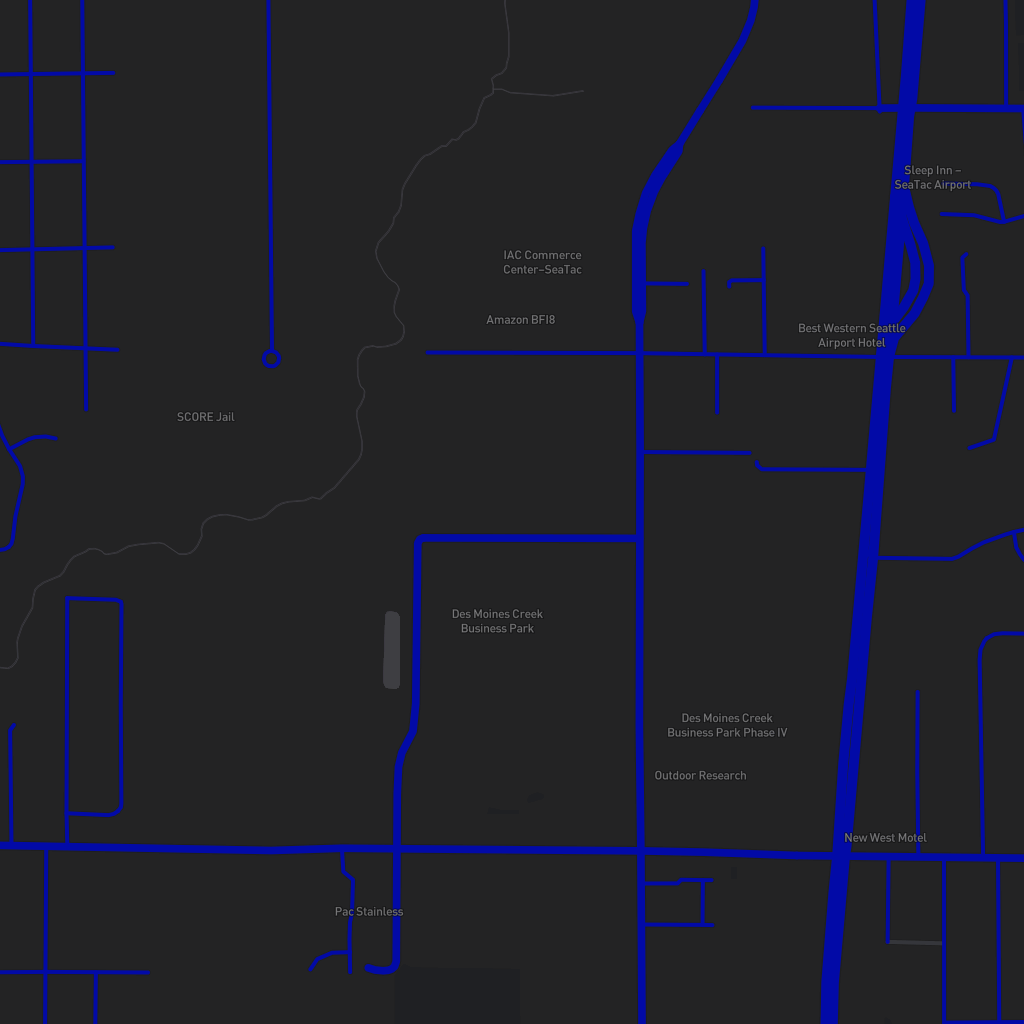 Sleep Inn –
SeaTac Airport
IAC Commerce
Center–SeaTac
Amazon BFI8
Best Western Seattle
Airport Hotel
SCORE Jail
Des Moines Creek
Business Park
Des Moines Creek
Business Park Phase IV
Outdoor Research
New West Motel
Pac Stainless